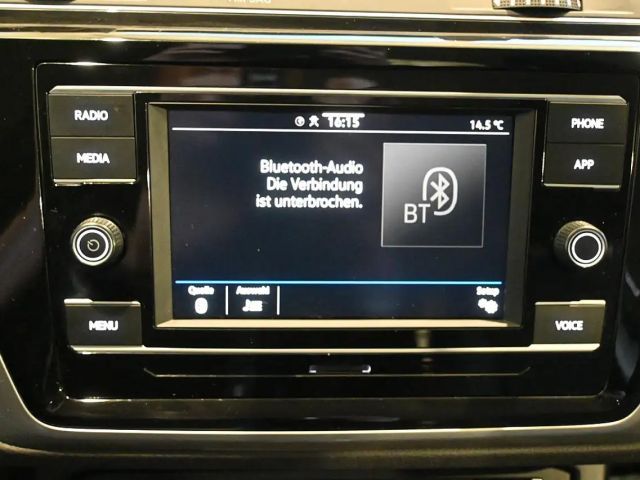 RADIO
MEDIA
MENU
PHONE
APP
VOICE
16:15
14.5 °C
Bluetooth-Audio
Die Verbindung
ist unterbrochen.
BT
Quelle
Auswahl
Setup